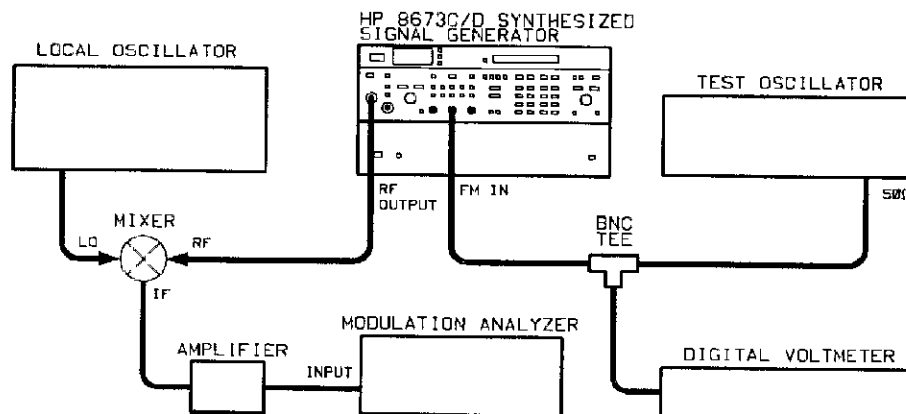 HP 8673C/D SYNTHESIZED
SIGNAL GENERATOR
LOCAL OSCILLATOR
TEST OSCILLATOR
RF
OUTPUT
FM IN
50Ω
MIXER
LO
RF
IF
BNC
TEE
AMPLIFIER
INPUT
MODULATION ANALYZER
DIGITAL VOLTMETER